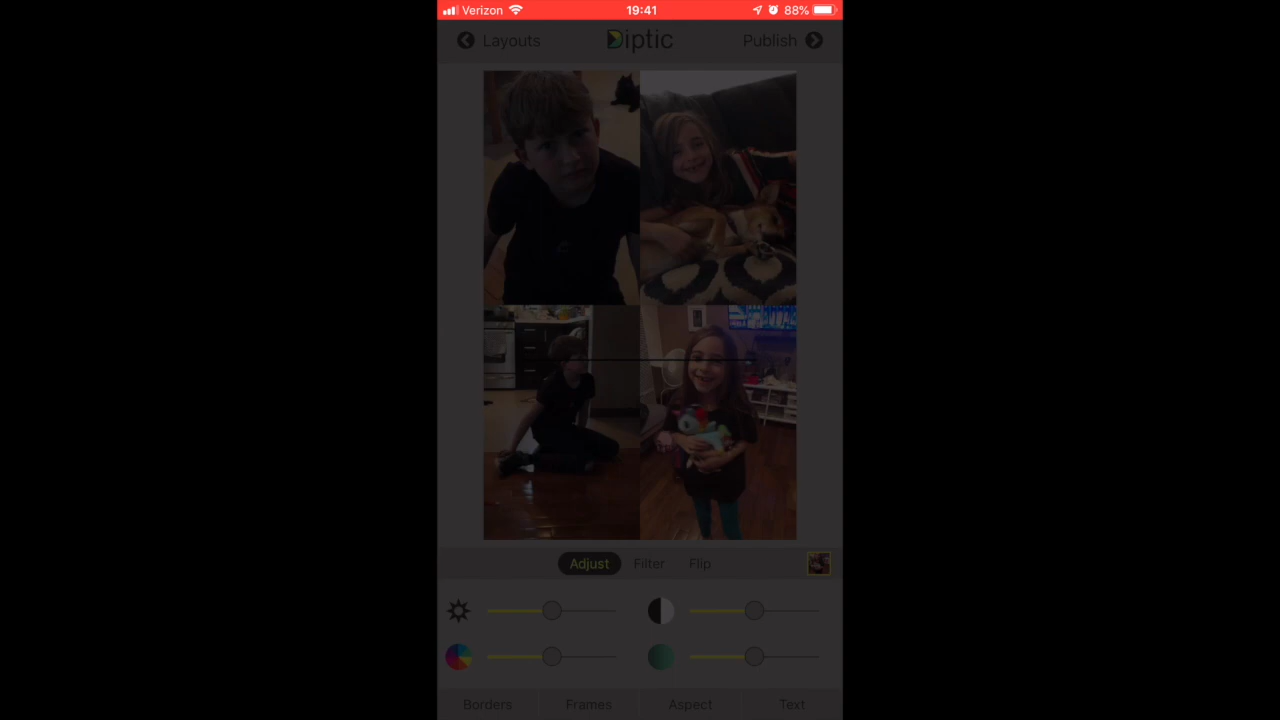 Verizon 19:41 88%
Layouts Diptic Publish
Adjust Filter Flip
Borders Frames Aspect Text